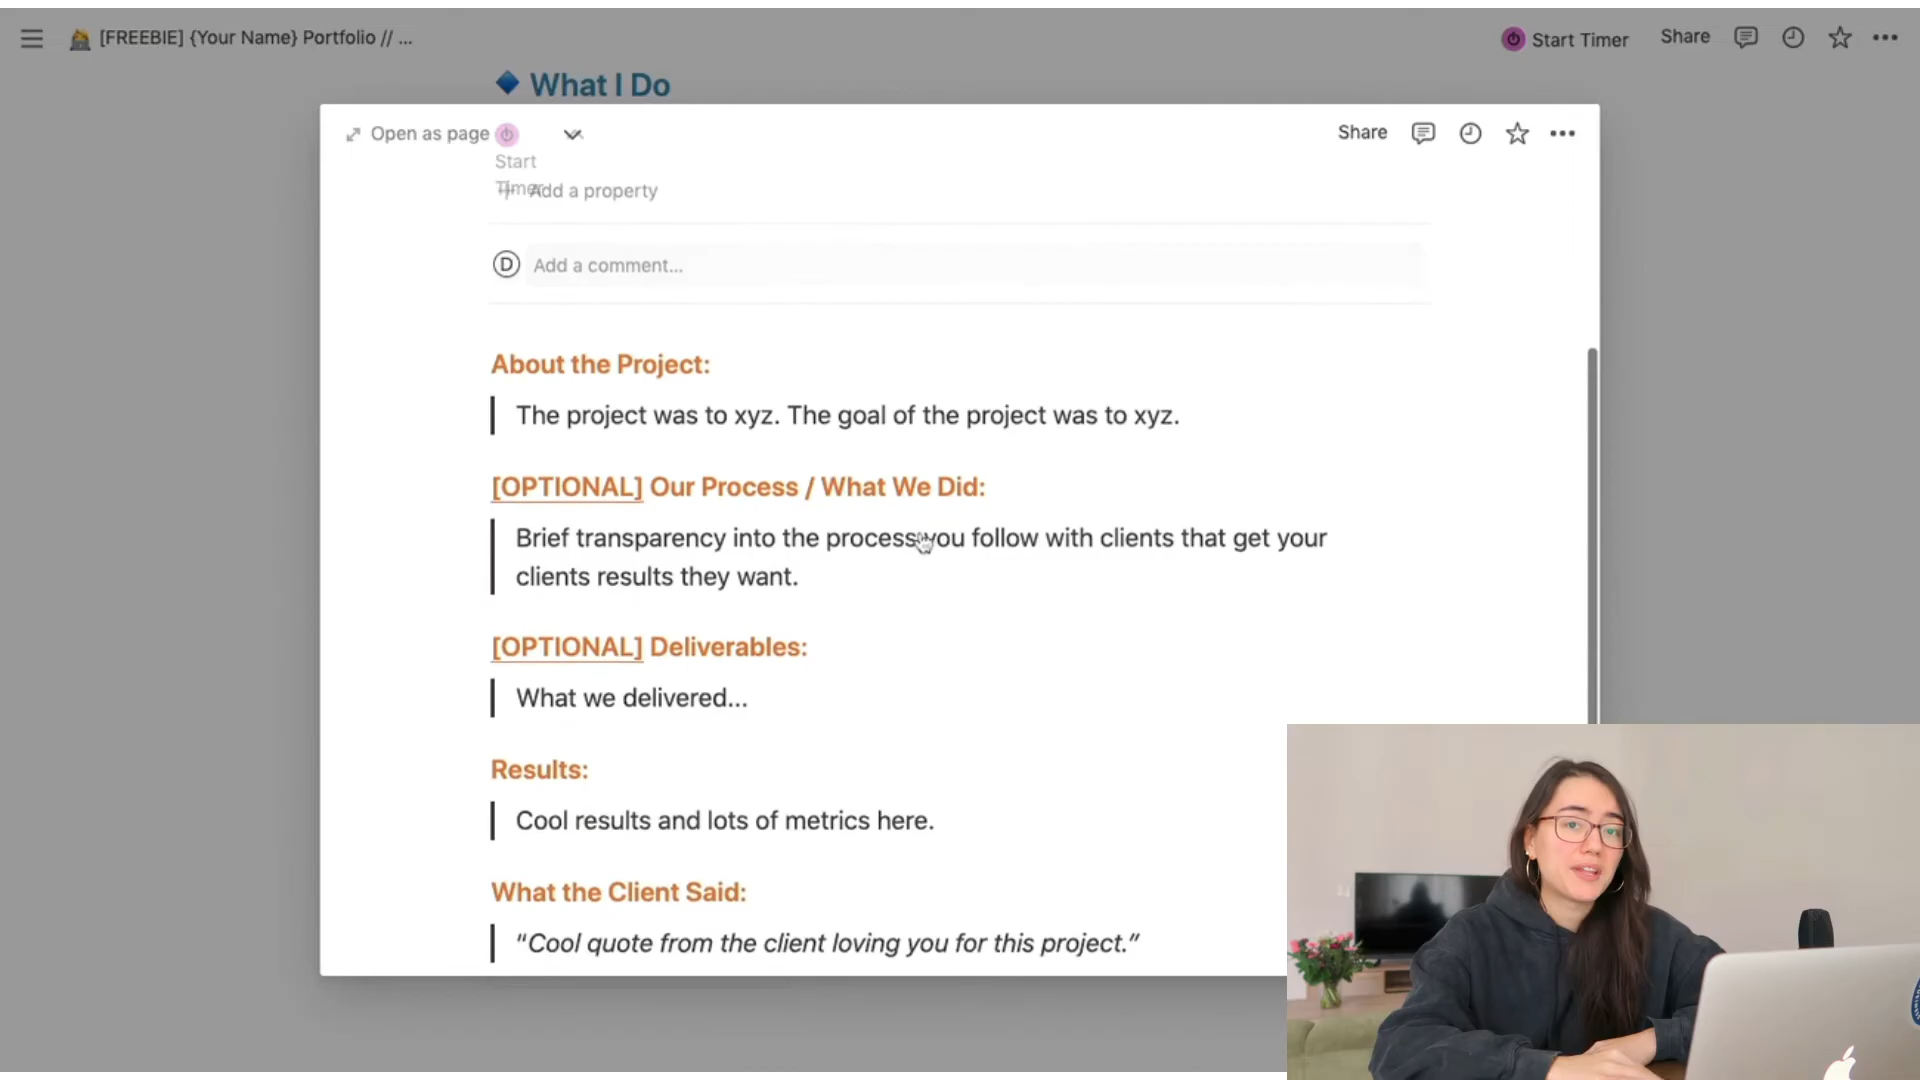 [FREEBIE] {Your Name} Portfolio // ...
Start Timer
Share
What I Do
Open as page
Share
Start
Timer
Add a property
D
Add a comment...
About the Project:
The project was to xyz. The goal of the project was to xyz.
[OPTIONAL] Our Process / What We Did:
Brief transparency into the process you follow with clients that get your
clients results they want.
[OPTIONAL] Deliverables:
What we delivered...
Results:
Cool results and lots of metrics here.
What the Client Said:
“Cool quote from the client loving you for this project.”